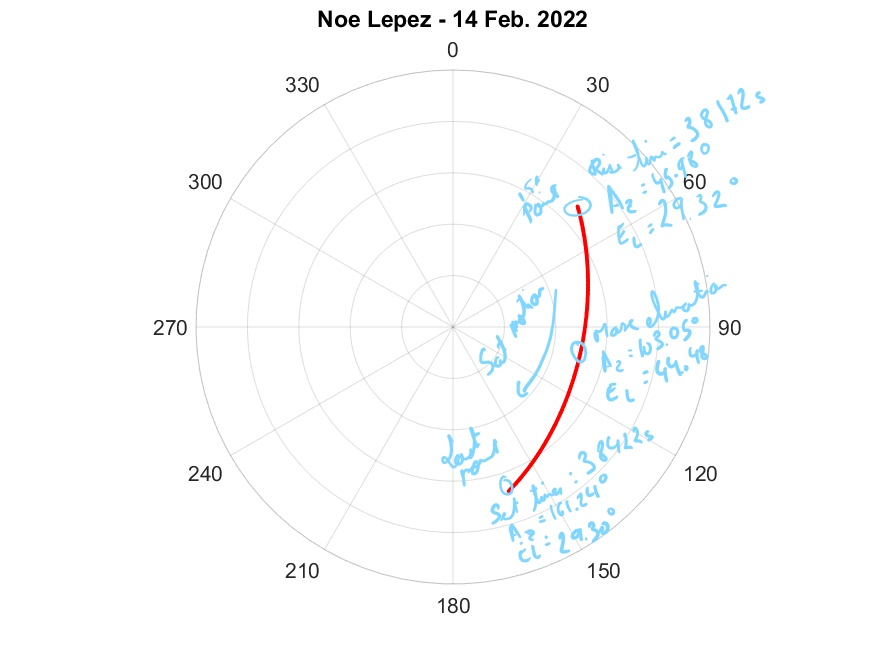 Noe Lepez - 14 Feb. 2022
0
330
30
300
60
270
90
240
120
210
150
180
1st
Point
Rise time = 38172s
Az = 45.98°
EL = 29.32°
Sat motion
Max elevation
Az = 103.05°
EL = 44.48
Last
point
Set time : 38422s
Az = 161.24°
EL = 29.30°